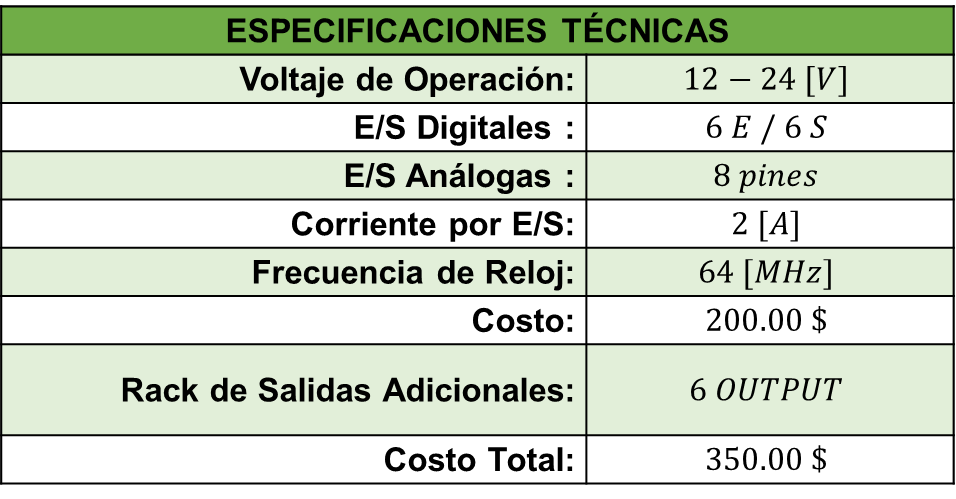 ESPECIFICACIONES TÉCNICAS
Voltaje de Operación: 12 − 24 [V]
E/S Digitales : 6 E / 6 S
E/S Análogas : 8 pines
Corriente por E/S: 2 [A]
Frecuencia de Reloj: 64 [MHz]
Costo: 200.00 $
Rack de Salidas Adicionales: 6 OUTPUT
Costo Total: 350.00 $